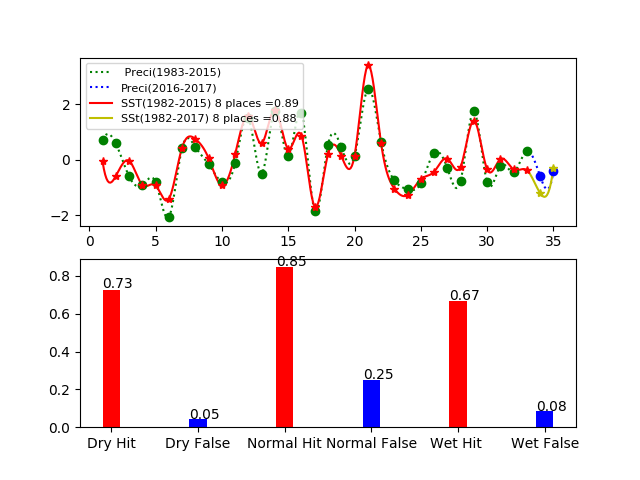 Preci(1983-2015)
Preci(2016-2017)
SST(1982-2015) 8 places =0.89
SSt(1982-2017) 8 places =0.88
2
0
−2
0 5 10 15 20 25 30 35
0.8
0.6
0.4
0.2
0.0
0.73
0.05
0.85
0.25
0.67
0.08
Dry Hit Dry False Normal Hit Normal False Wet Hit Wet False